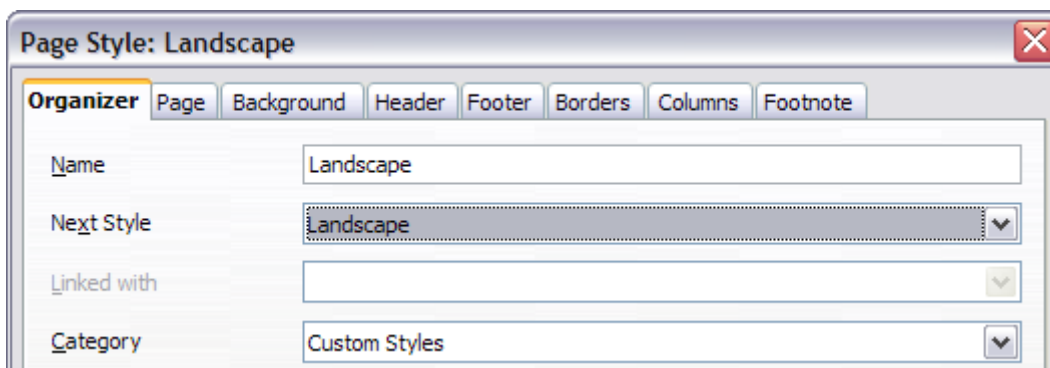 Page Style: Landscape
Organizer Page Background Header Footer Borders Columns Footnote
Name Landscape
Next Style Landscape
Linked with
Category Custom Styles